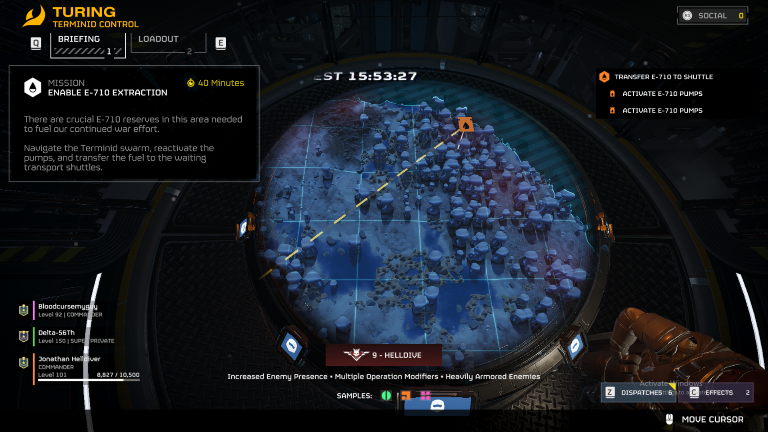 TURING
TERMINID CONTROL
SOCIAL 0
Q
BRIEFING
1
LOADOUT
2
E
MISSION
ENABLE E-710 EXTRACTION
40 Minutes
There are crucial E-710 reserves in this area needed
to fuel our continued war effort.
Navigate the Terminid swarm, reactivate the
pumps, and transfer the fuel to the waiting
transport shuttles.
EST 15:53:27
TRANSFER E-710 TO SHUTTLE
ACTIVATE E-710 PUMPS
ACTIVATE E-710 PUMPS
Level 92 | COMMANDER
Delta-56Th
Level 150 | SUPER PRIVATE
Jonathan Helldiver
COMMANDER
Level 101 8,827 / 10,500
9 - HELLDIVE
Increased Enemy Presence • Multiple Operation Modifiers • Heavily Armored Enemies
SAMPLES:
Activate Windows
Z DISPATCHES 6
C EFFECTS 2
MOVE CURSOR